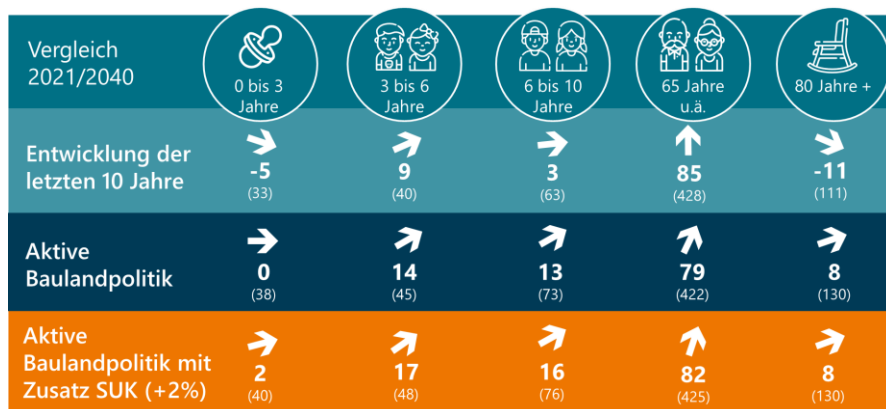 Vergleich
2021/2040
0 bis 3
Jahre
3 bis 6
Jahre
6 bis 10
Jahre
65 Jahre
u.ä.
80 Jahre +
Entwicklung der
letzten 10 Jahre
-5
(33)
9
(40)
3
(63)
85
(428)
-11
(111)
Aktive
Baulandpolitik
0
(38)
14
(45)
13
(73)
79
(422)
8
(130)
Aktive
Baulandpolitik mit
Zusatz SUK (+2%)
2
(40)
17
(48)
16
(76)
82
(425)
8
(130)